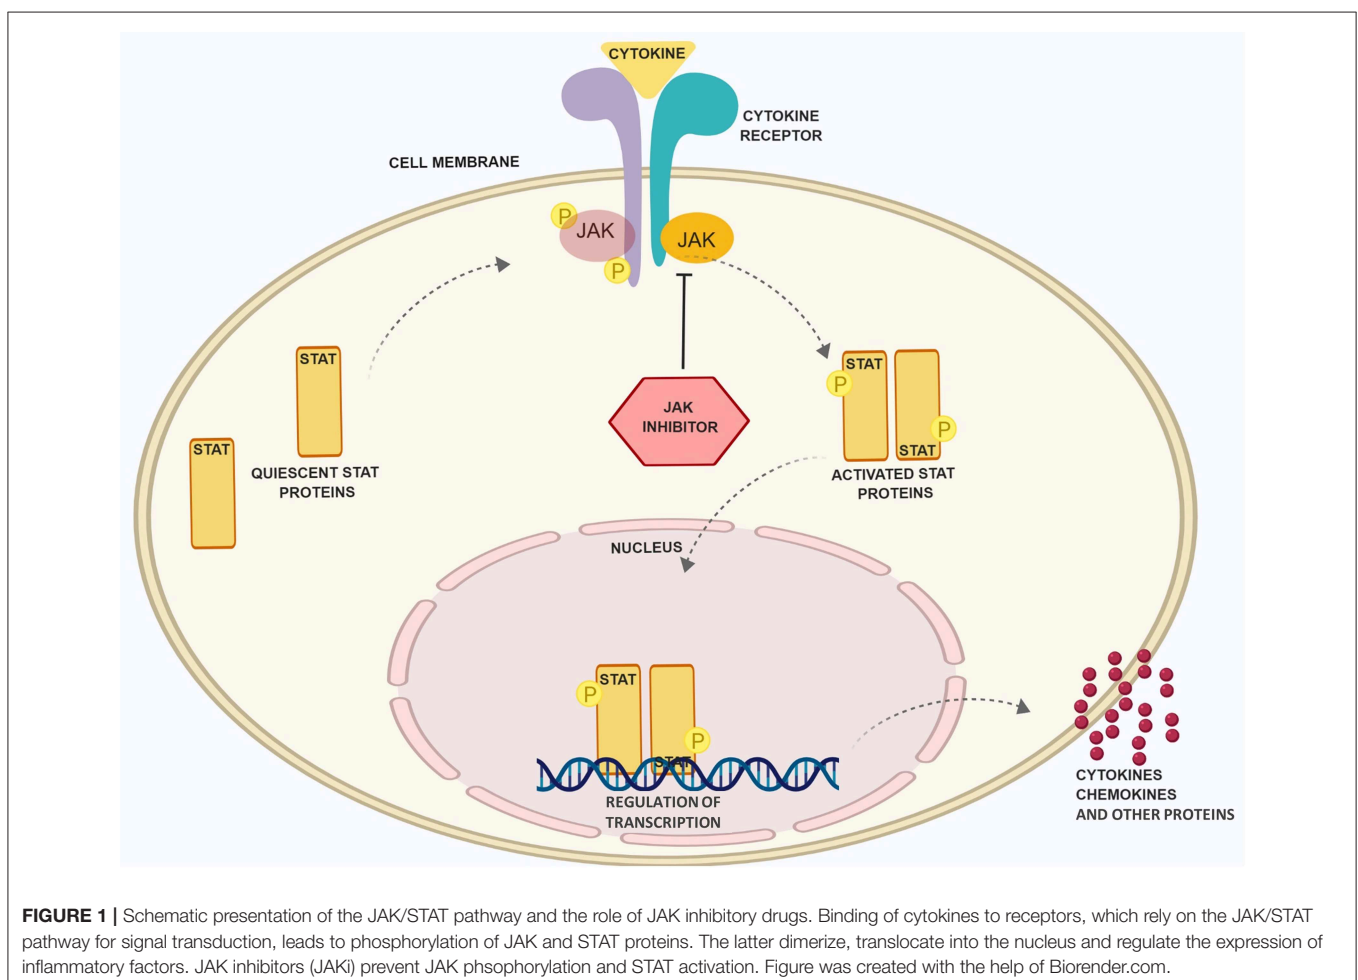 CYTOKINE
CYTOKINE
RECEPTOR
CELL MEMBRANE
P
JAK
JAK
P
STAT
STAT
P
JAK
INHIBITOR
P
STAT
STAT
QUIESCENT STAT
PROTEINS
ACTIVATED STAT
PROTEINS
NUCLEUS
STAT
P
P
STAT
REGULATION OF
TRANSCRIPTION
CYTOKINES
CHEMOKINES
AND OTHER PROTEINS
FIGURE 1 | Schematic presentation of the JAK/STAT pathway and the role of JAK inhibitory drugs. Binding of cytokines to receptors, which rely on the JAK/STAT
pathway for signal transduction, leads to phosphorylation of JAK and STAT proteins. The latter dimerize, translocate into the nucleus and regulate the expression of
inflammatory factors. JAK inhibitors (JAKi) prevent JAK phsophorylation and STAT activation. Figure was created with the help of Biorender.com.